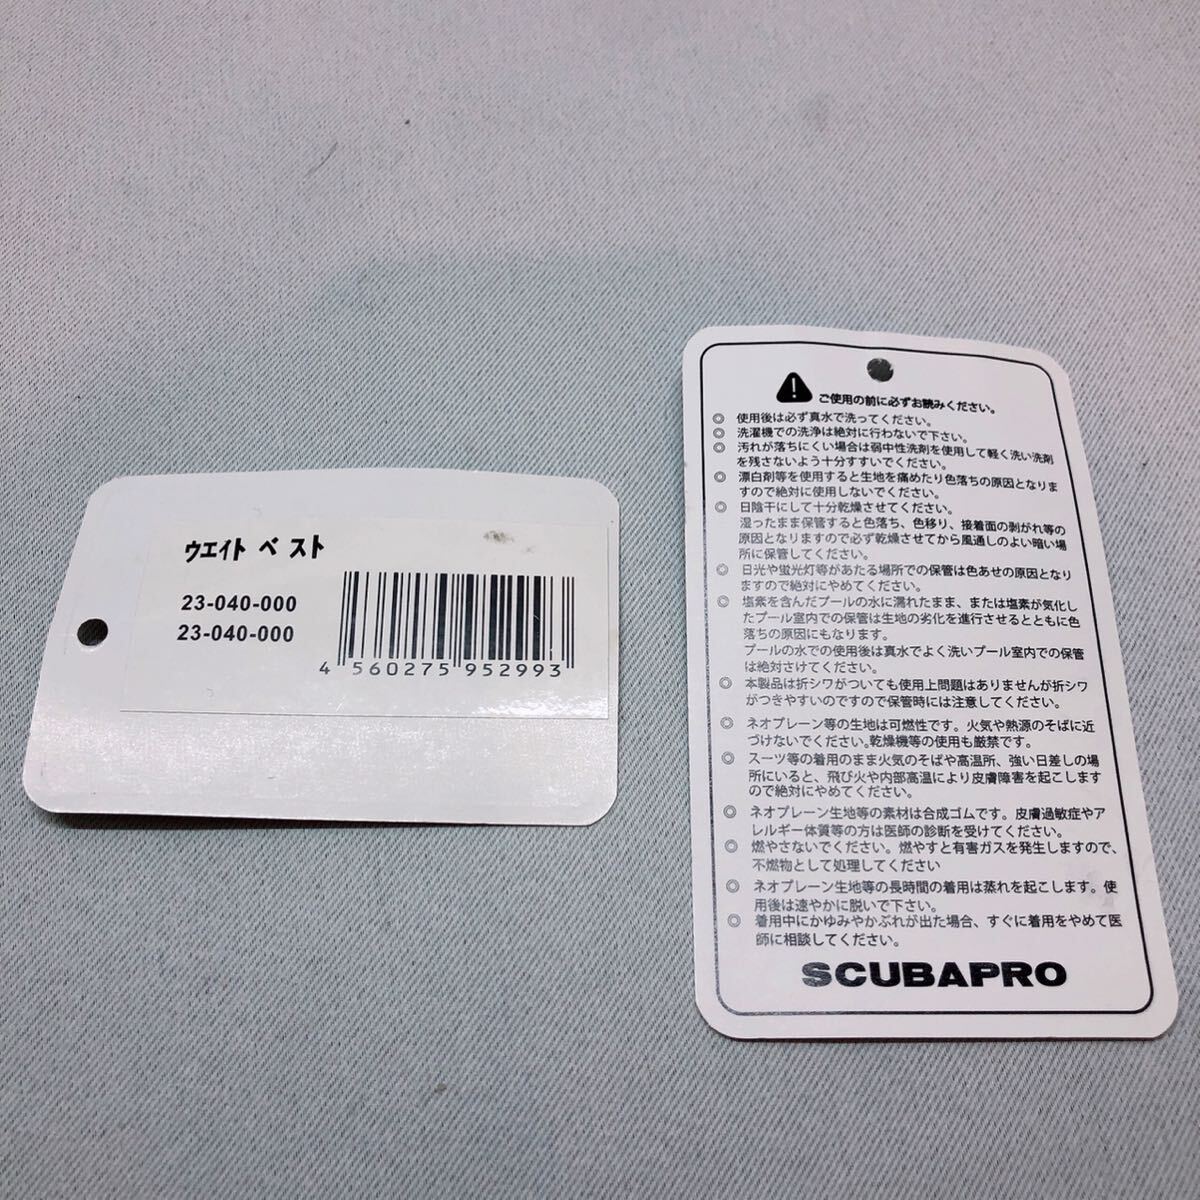 ウエイト ベスト
23-040-000
23-040-000
4 560275 952993
ご使用の前に必ずお読みください。
◎ 使用後は必ず真水で洗ってください。
◎ 洗濯機での洗浄は絶対に行わないで下さい。
◎ 汚れが落ちにくい場合は弱中性洗剤を使用して軽く洗い洗剤
を残さないよう十分すすいでください。
◎ 漂白剤等を使用すると生地を痛めたり色落ちの原因となりま
すので絶対に使用しないでください。
◎ 日陰干にして十分乾燥させてください。
湿ったまま保管すると色落ち、色移り、接着面の剥がれ等の
原因となりますので必ず乾燥させてから風通しのよい暗い場
所に保管してください。
◎ 日光や蛍光灯等があたる場所での保管は色あせの原因となり
ますので絶対にやめてください。
◎ 塩素を含んだプールの水に濡れたまま、または塩素が気化し
たプール室内での保管は生地の劣化を進行させるとともに色
落ちの原因にもなります。
プールの水での使用後は真水でよく洗いプール室内での保管
は絶対さけてください。
◎ 本製品は折シワがついても使用上問題はありませんが折シワ
がつきやすいのですので保管時には注意してください。
◎ ネオプレーン等の生地は可燃性です。火気や熱源のそばに近
づけないでください。乾燥機等の使用も厳禁です。
◎ スーツ等の着用のまま火気のそばや高温所、強い日差しの場
所にいると、飛び火や内部高温により皮膚障害を起こします
ので絶対にやめてください。
◎ ネオプレーン生地等の素材は合成ゴムです。皮膚過敏症やア
レルギー体質等の方は医師の診断を受けてください。
◎ 燃やさないでください。燃やすと有害ガスを発生しますので、
不燃物として処理してください
◎ ネオプレーン生地等の長時間の着用は蒸れを起こします。使
用後は速やかに脱いで下さい。
◎ 着用中にかゆみやかぶれが出た場合、すぐに着用をやめて医
師に相談してください。
SCUBAPRO